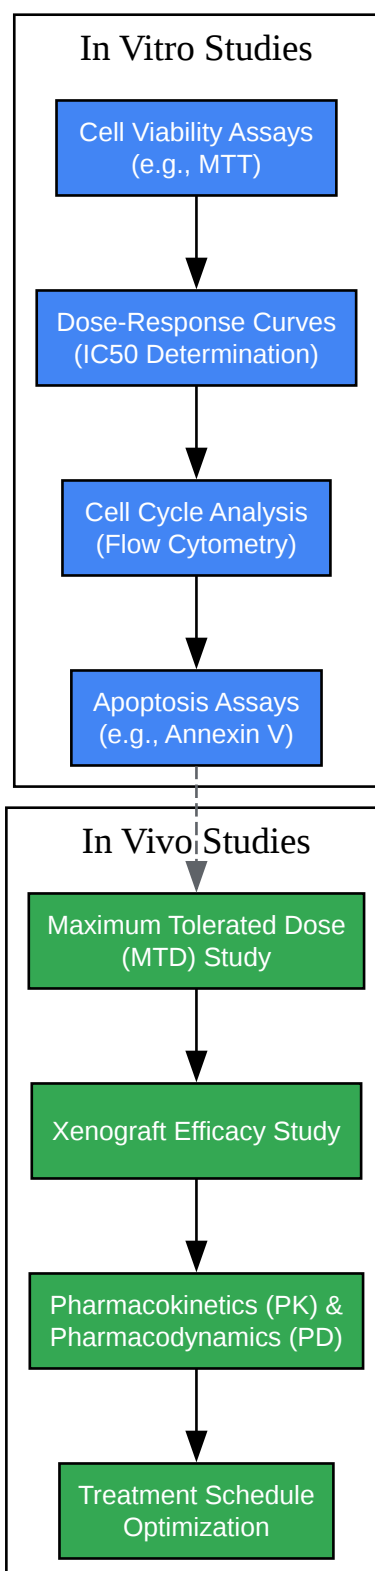 In Vitro Studies
Cell Viability Assays
(e.g., MTT)
Dose-Response Curves
(IC50 Determination)
Cell Cycle Analysis
(Flow Cytometry)
Apoptosis Assays
(e.g., Annexin V)
In Vivo Studies
Maximum Tolerated Dose
(MTD) Study
Xenograft Efficacy Study
Pharmacokinetics (PK) &
Pharmacodynamics (PD)
Treatment Schedule
Optimization